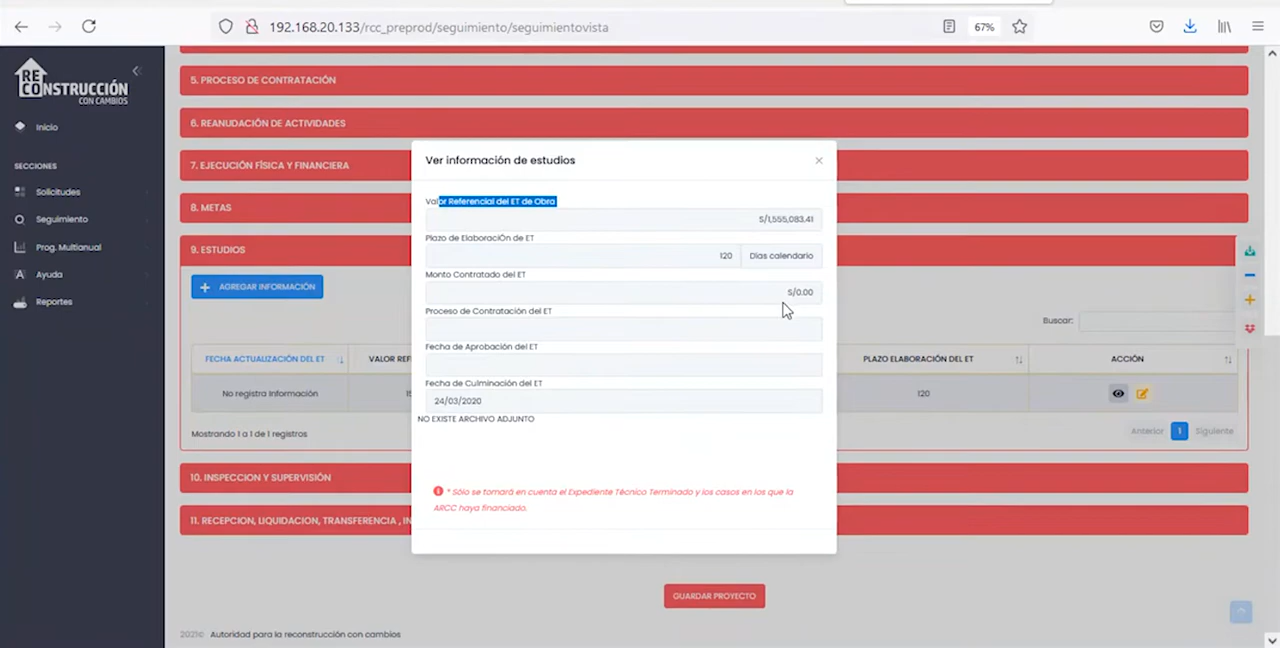 192.168.20.133/rcc_preprod/seguimiento/seguimientovista
67%
RE
CONSTRUCCIÓN
CON CAMBIOS
Inicio
SECCIONES
Solicitudes
Seguimiento
Prog. Multianual
Ayuda
Reportes
5. PROCESO DE CONTRATACIÓN
6. REANUDACIÓN DE ACTIVIDADES
7. EJECUCIÓN FÍSICA Y FINANCIERA
8. METAS
9. ESTUDIOS
AGREGAR INFORMACIÓN
Buscar:
FECHA ACTUALIZACIÓN DEL ET
VALOR REF
PLAZO ELABORACIÓN DEL ET
ACCIÓN
No registra Información
120
Mostrando 1 a 1 de 1 registros
Anterior 1 Siguiente
10. INSPECCION Y SUPERVISIÓN
11. RECEPCION, LIQUIDACION, TRANSFERENCIA , IN
Ver información de estudios
Valor Referencial del ET de Obra
S/1,555,083.41
Plazo de ElaboraciÓn de ET
120 Días calendario
Monto Contratado del ET
S/0.00
Proceso de Contratación del ET
Fecha de Aprobación del ET
Fecha de Culminación del ET
24/03/2020
NO EXISTE ARCHIVO ADJUNTO
* Sólo se tomará en cuenta el Expediente Técnico Terminado y los casos en los que la
ARCC haya financiado.
GUARDAR PROYECTO
2021© Autoridad para la reconstrucción con cambios